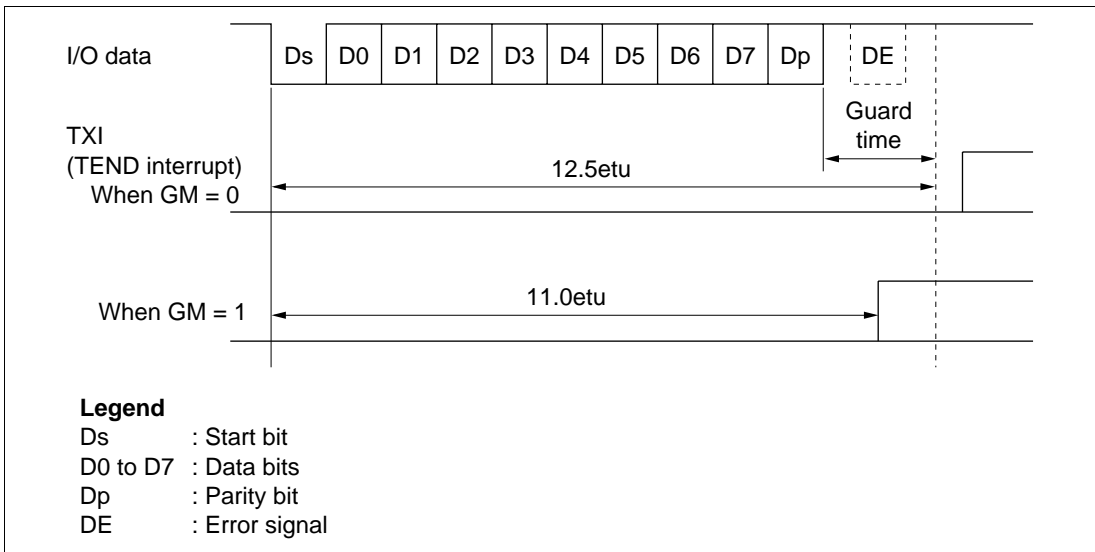 I/O data
Ds D0 D1 D2 D3 D4 D5 D6 D7 Dp DE
Guard
time
TXI
(TEND interrupt)
When GM = 0
12.5etu
When GM = 1
11.0etu
Legend
Ds : Start bit
D0 to D7 : Data bits
Dp : Parity bit
DE : Error signal